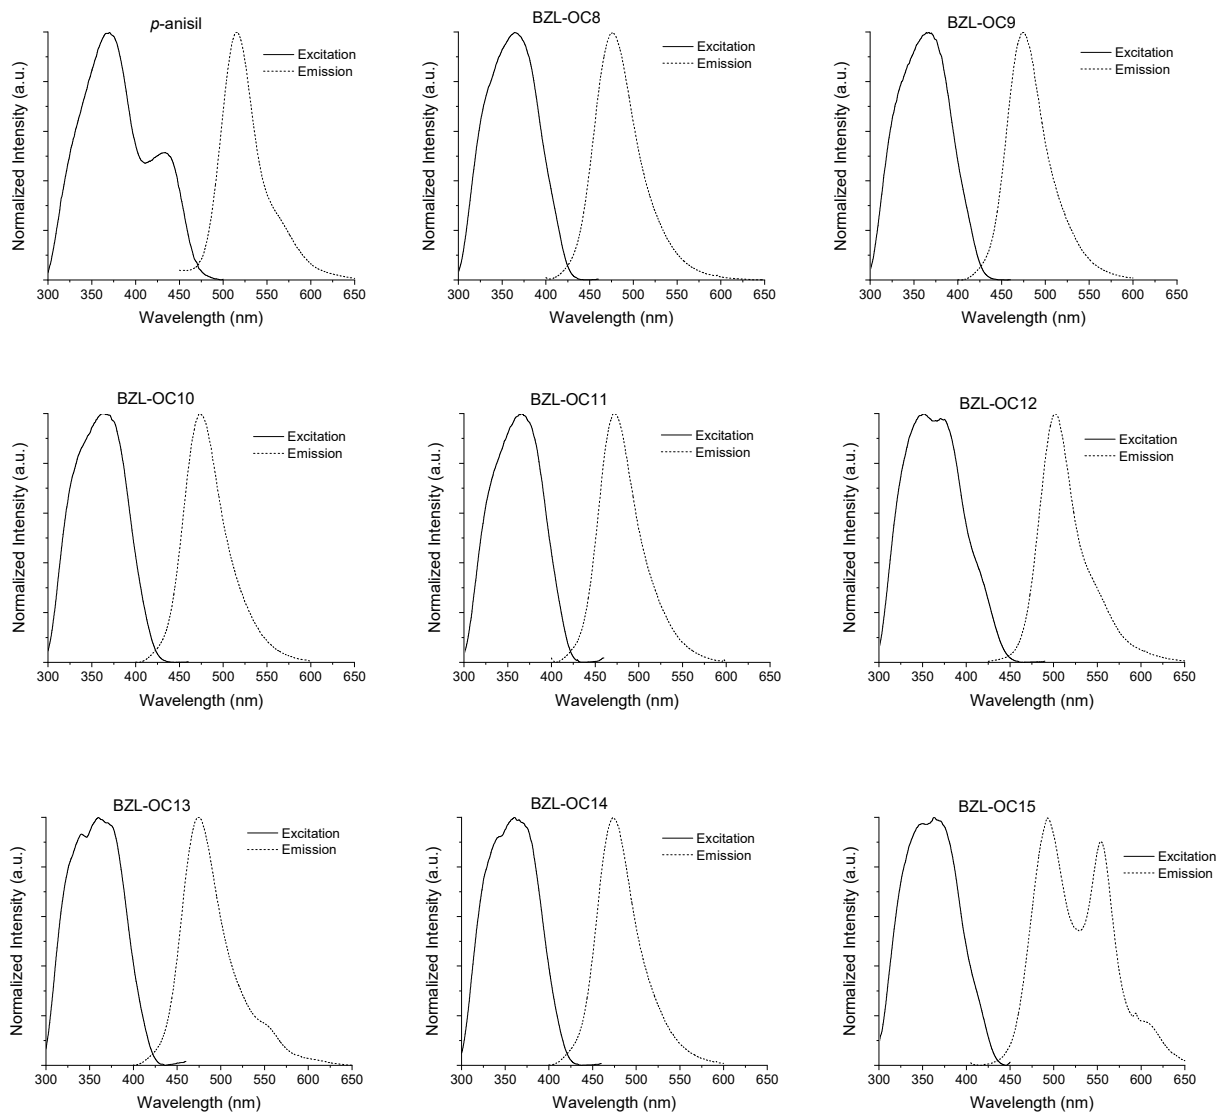 p-anisil
Normalized Intensity (a.u.)
Excitation
Emission
300 350 400 450 500 550 600 650
Wavelength (nm)
BZL-OC8
Normalized Intensity (a.u.)
Excitation
Emission
300 350 400 450 500 550 600 650
Wavelength (nm)
BZL-OC9
Normalized Intensity (a.u.)
Excitation
Emission
300 350 400 450 500 550 600 650
Wavelength (nm)
BZL-OC10
Normalized Intensity (a.u.)
Excitation
Emission
300 350 400 450 500 550 600 650
Wavelength (nm)
BZL-OC11
Normalized Intensity (a.u.)
Excitation
Emission
300 350 400 450 500 550 600 650
Wavelength (nm)
BZL-OC12
Normalized Intensity (a.u.)
Excitation
Emission
300 350 400 450 500 550 600 650
Wavelength (nm)
BZL-OC13
Normalized Intensity (a.u.)
Excitation
Emission
300 350 400 450 500 550 600 650
Wavelength (nm)
BZL-OC14
Normalized Intensity (a.u.)
Excitation
Emission
300 350 400 450 500 550 600 650
Wavelength (nm)
BZL-OC15
Normalized Intensity (a.u.)
Excitation
Emission
300 350 400 450 500 550 600 650
Wavelength (nm)